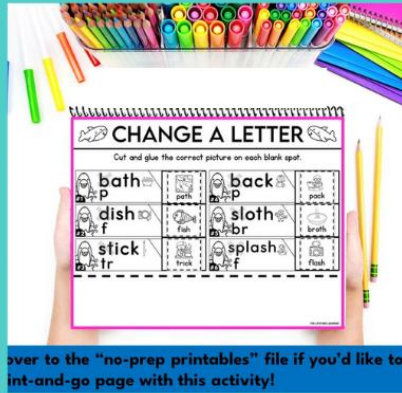 CHANGE A LETTER
Cut and glue the correct picture on each blank spot.
bath back
p path p pack
dish sloth
f fish br broth
stick splash
tr trick f flash
over to the "no-prep printables" file if you'd like to
int-and-go page with this activity!